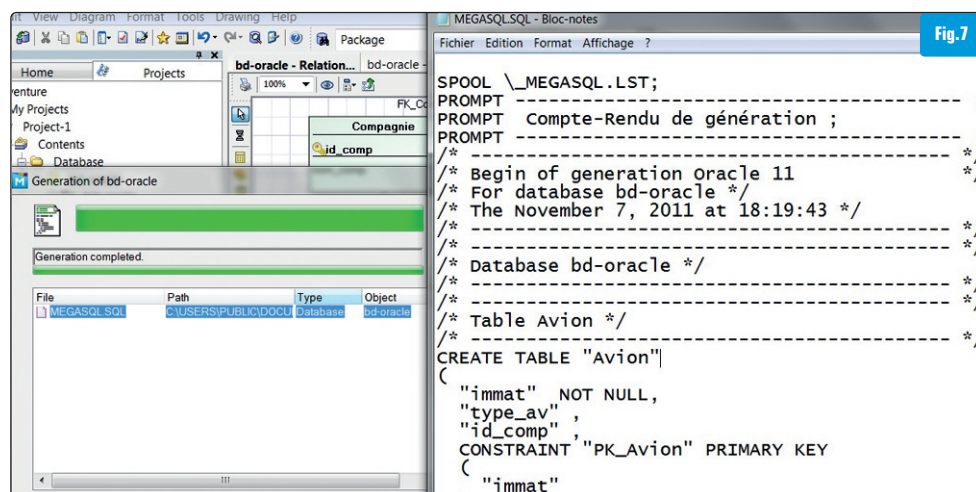 View Diagram Format Tools Drawing Help
Package
Home Projects
My Projects
Project-1
Contents
Database
bd-oracle - Relation... bd-oracle -
100%
Compagnie
id_comp
Generation of bd-oracle
Generation completed.
File Path Type Object
MEGASQL.SQL C:\USERS\PUBLIC\DOCU Database bd-oracle
MEGASQL.SQL - Bloc-notes
Fig.7
Fichier Edition Format Affichage ?
SPOOL \_MEGASQL.LST;
PROMPT --------------------------------------------
PROMPT Compte-Rendu de génération ;
PROMPT --------------------------------------------
/* ---------------------------------------------- */
/* Begin of generation Oracle 11 */
/* For database bd-oracle */
/* The November 7, 2011 at 18:19:43 */
/* ---------------------------------------------- */
/* ---------------------------------------------- */
/* Database bd-oracle */
/* ---------------------------------------------- */
/* ---------------------------------------------- */
/* Table Avion */
/* ---------------------------------------------- */
CREATE TABLE "Avion"
(
"immat" NOT NULL,
"type_av" ,
"id_comp" ,
CONSTRAINT "PK_Avion" PRIMARY KEY
(
"immat"